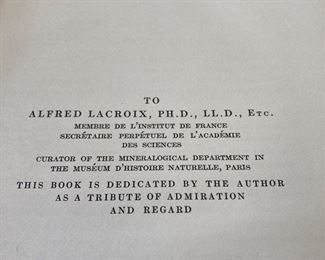 TO
ALFRED LACROIX, PH.D., LL.D., ETC.
MEMBRE DE L'INSTITUT DE FRANCE
SECRÉTAIRE PERPÉTUEL DE L'ACADÉMIE
DES SCIENCES
CURATOR OF THE MINERALOGICAL DEPARTMENT IN
THE MUSÉUM D'HISTOIRE NATURELLE, PARIS
THIS BOOK IS DEDICATED BY THE AUTHOR
AS A TRIBUTE OF ADMIRATION
AND REGARD